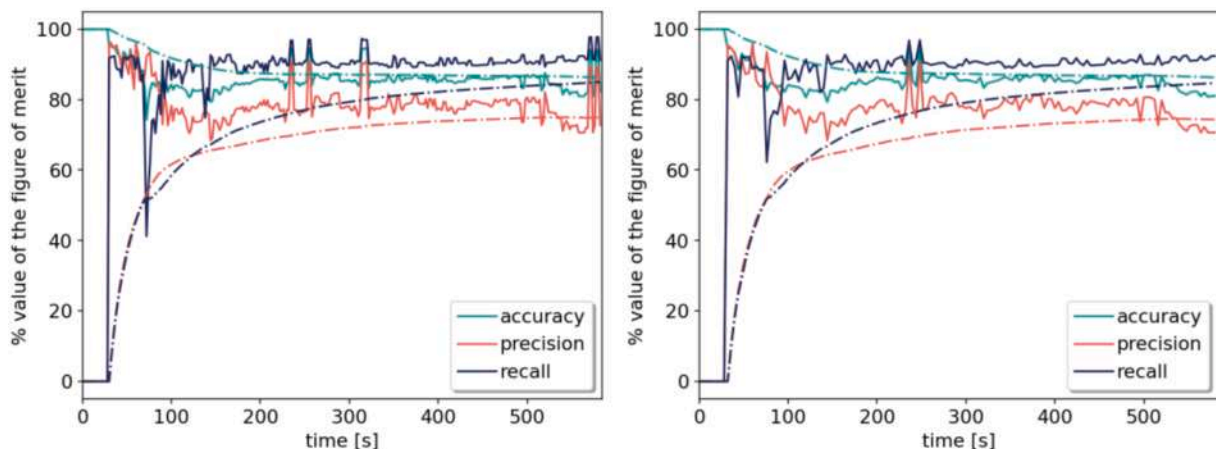 % value of the figure of merit
100
80
60
40
20
0
accuracy
precision
recall
0 100 200 300 400 500
time [s]
% value of the figure of merit
100
80
60
40
20
0
accuracy
precision
recall
0 100 200 300 400 500
time [s]